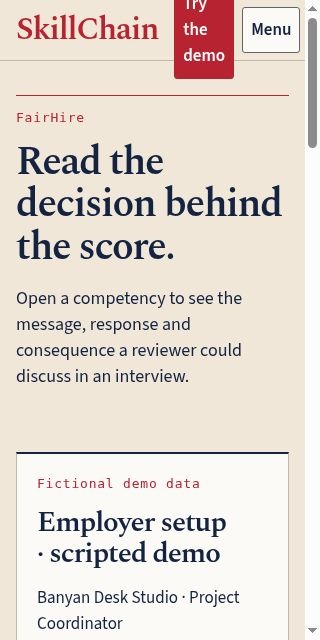 SkillChain
Try
the
demo
Menu
FairHire
Read the
decision behind
the score.
Open a competency to see the
message, response and
consequence a reviewer could
discuss in an interview.
Fictional demo data
Employer setup
· scripted demo
Banyan Desk Studio · Project
Coordinator